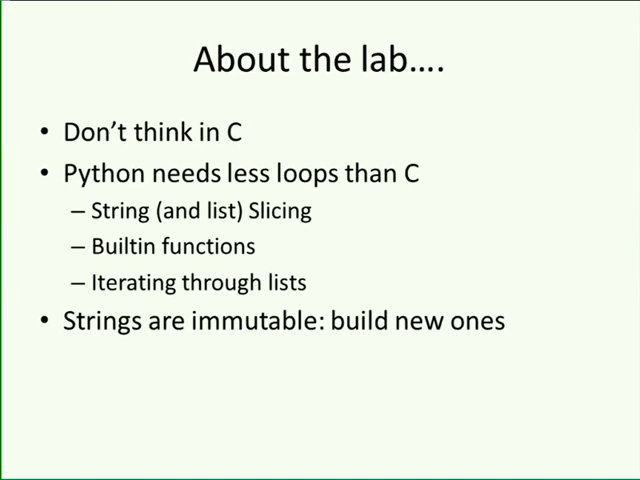 About the lab….
• Don’t think in C
• Python needs less loops than C
– String (and list) Slicing
– Builtin functions
– Iterating through lists
• Strings are immutable: build new ones